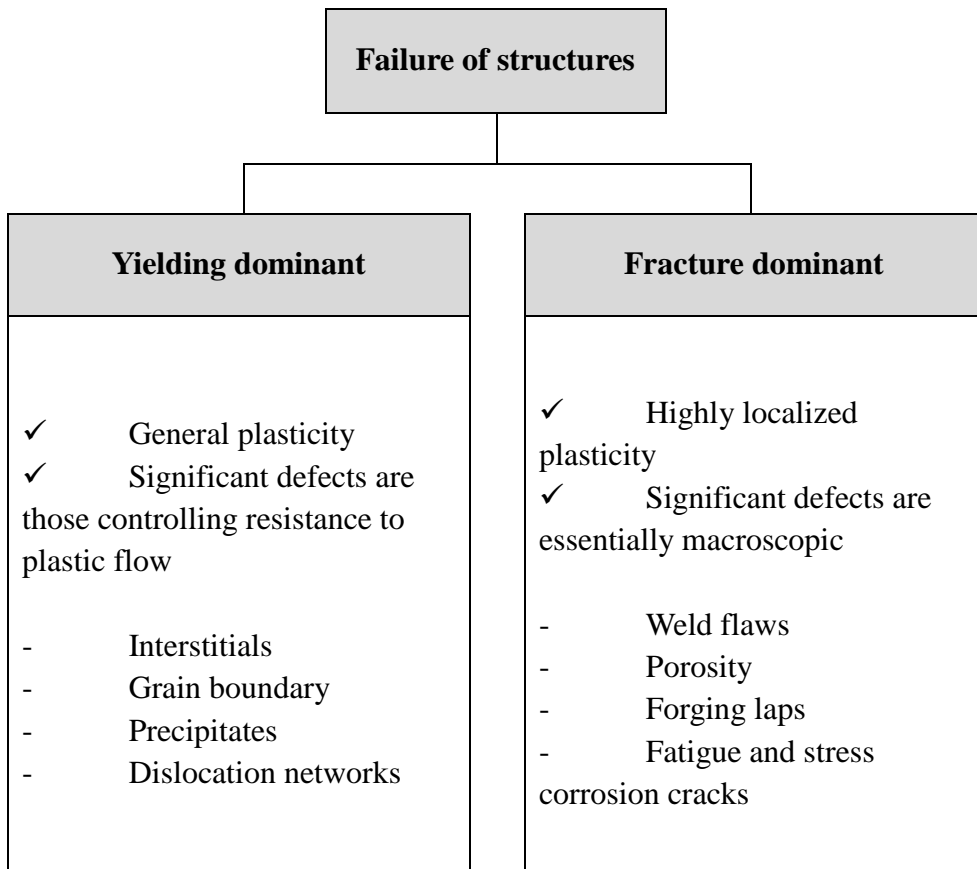 Failure of structures
Yielding dominant
✓ General plasticity
✓ Significant defects are
those controlling resistance to
plastic flow
- Interstitials
- Grain boundary
- Precipitates
- Dislocation networks
Fracture dominant
✓ Highly localized
plasticity
✓ Significant defects are
essentially macroscopic
- Weld flaws
- Porosity
- Forging laps
- Fatigue and stress
corrosion cracks